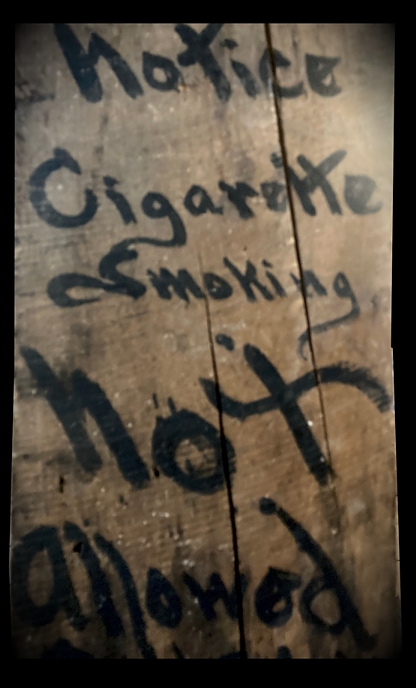 Notice
Cigarette
Smoking
Not
allowed